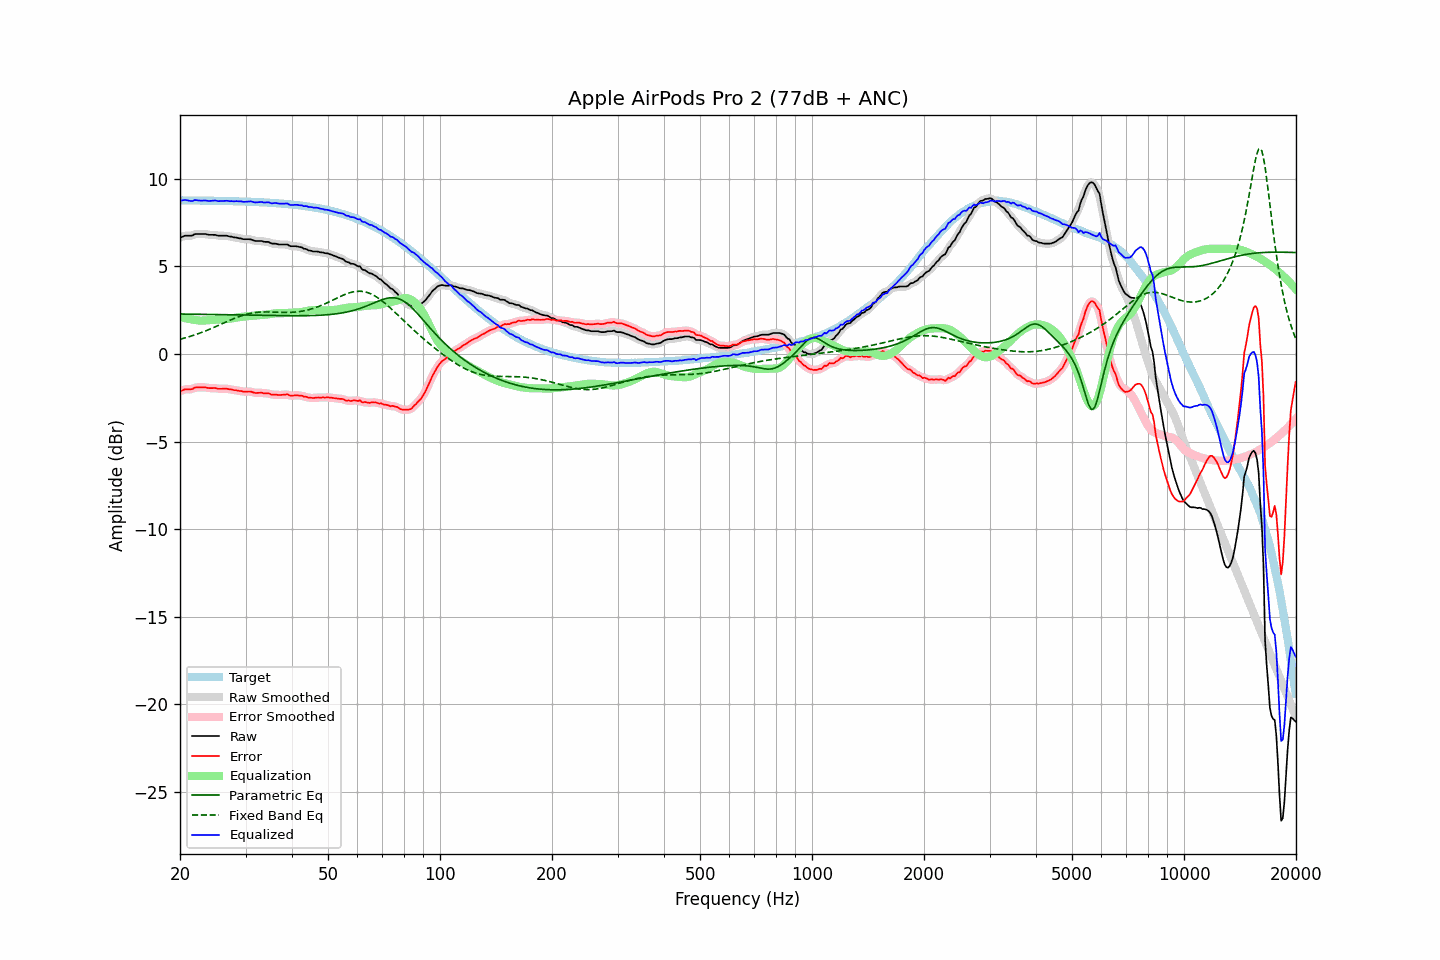 Apple AirPods Pro 2 (77dB + ANC)
10
5
0
−5
−10
−15
−20
−25
Amplitude (dBr)
Target
Raw Smoothed
Error Smoothed
Raw
Error
Equalization
Parametric Eq
Fixed Band Eq
Equalized
20 50 100 200 500 1000 2000 5000 10000 20000
Frequency (Hz)